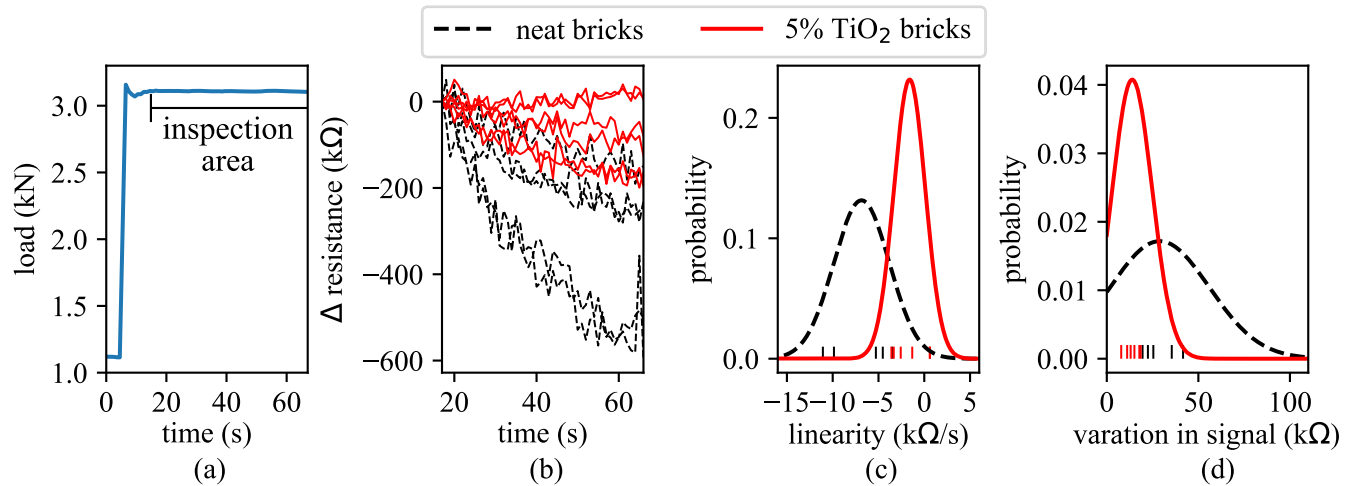 neat bricks
5% TiO₂ bricks
load (kN)
3.0
2.5
2.0
1.5
1.0
0
20
40
60
time (s)
inspection
area
(a)
Δ resistance (kΩ)
0
−200
−400
−600
20
40
60
time (s)
(b)
probability
0.2
0.1
0.0
−15
−10
−5
0
5
linearity (kΩ/s)
(c)
probability
0.04
0.03
0.02
0.01
0.00
0
50
100
varation in signal (kΩ)
(d)